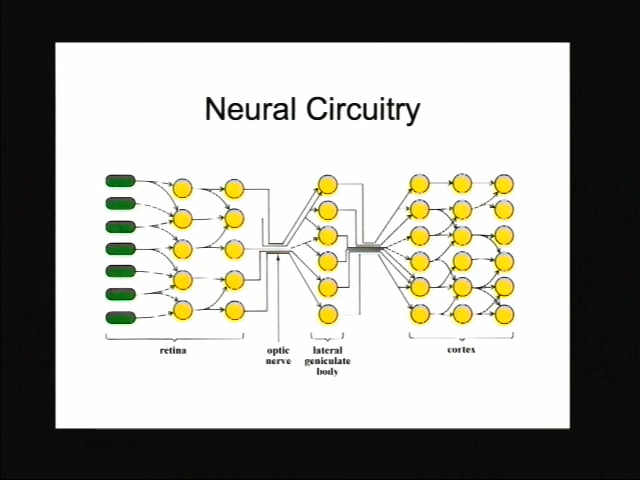 Neural Circuitry
retina
optic
nerve
lateral
geniculate
body
cortex